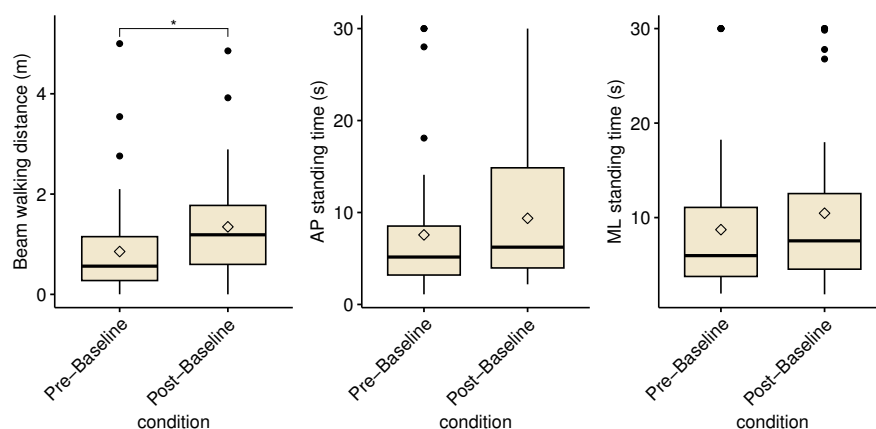 *
Beam walking distance (m)
4
2
0
Pre−Baseline
Post−Baseline
condition
AP standing time (s)
30
20
10
0
Pre−Baseline
Post−Baseline
condition
ML standing time (s)
30
20
10
Pre−Baseline
Post−Baseline
condition